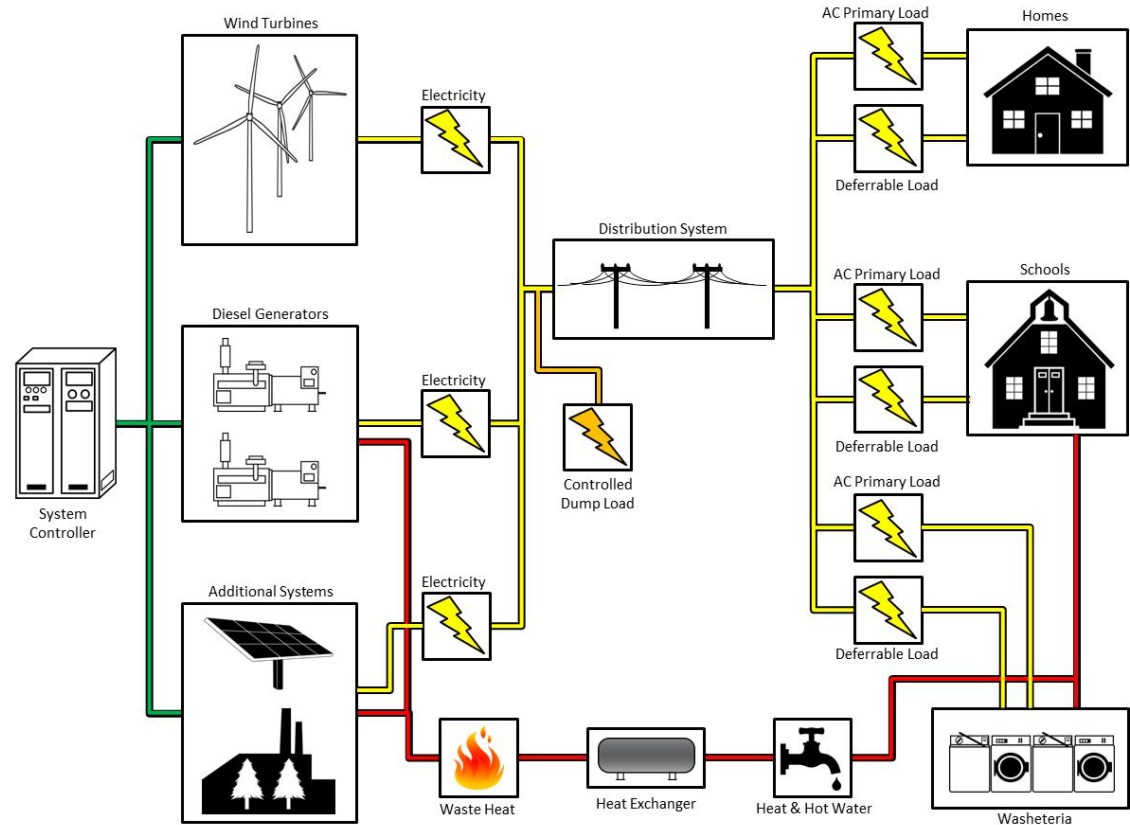 Wind Turbines
Electricity
AC Primary Load
Homes
Deferrable Load
Distribution System
Diesel Generators
Electricity
AC Primary Load
Schools
Deferrable Load
System
Controller
Controlled
Dump Load
AC Primary Load
Additional Systems
Electricity
Deferrable Load
Waste Heat
Heat Exchanger
Heat & Hot Water
Washeteria